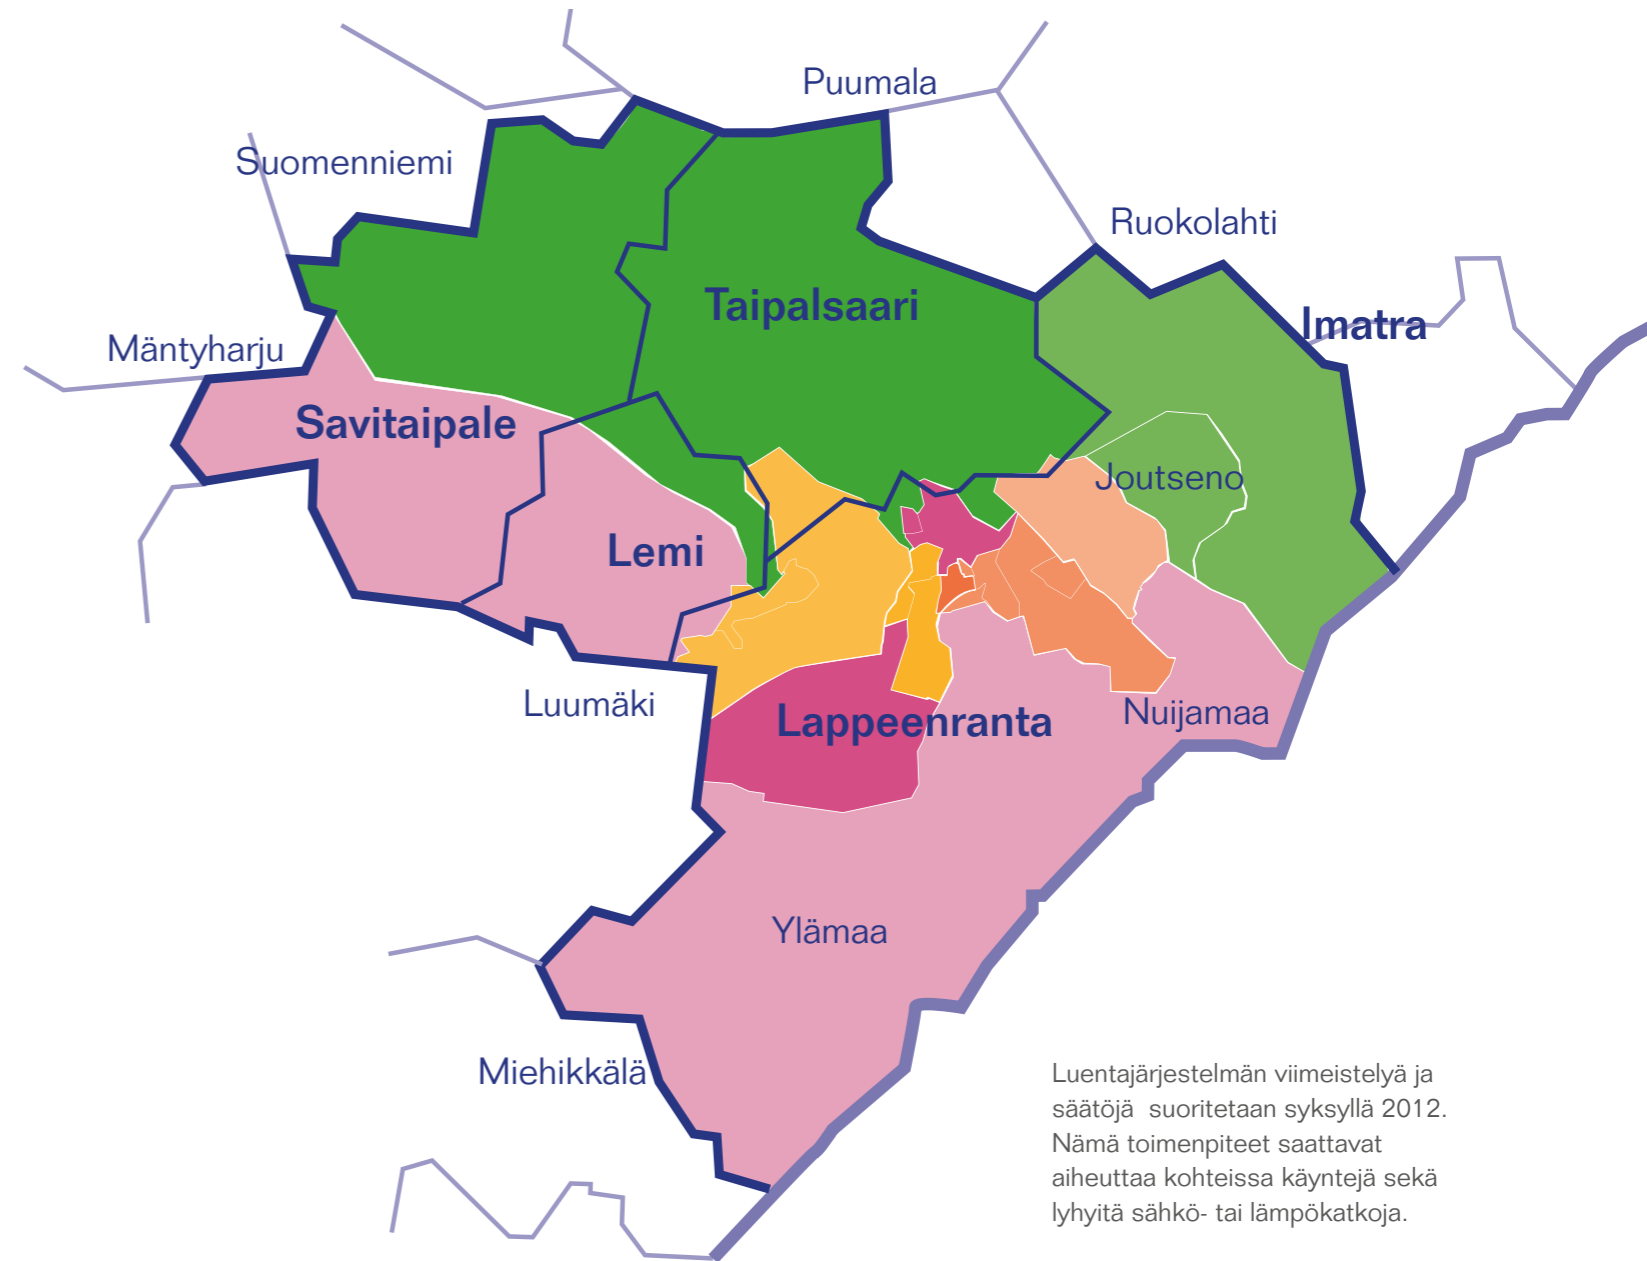 Puumala
Suomenniemi
Ruokolahti
Taipalsaari
Imatra
Mäntyharju
Savitaipale
Joutseno
Lemi
Luumäki
Lappeenranta
Nuijamaa
Ylämaa
Miehikkälä
Luentajärjestelmän viimeistelyä ja
säätöjä suoritetaan syksyllä 2012.
Nämä toimenpiteet saattavat
aiheuttaa kohteissa käyntejä sekä
lyhyitä sähkö- tai lämpökatkoja.